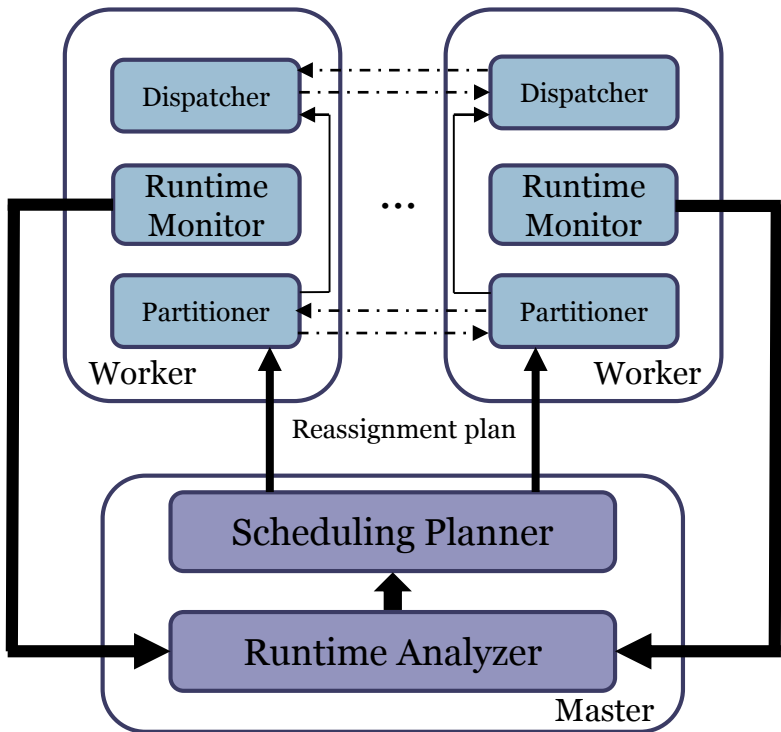 Dispatcher
Runtime
Monitor
Partitioner
Worker
...
Dispatcher
Runtime
Monitor
Partitioner
Worker
Reassignment plan
Scheduling Planner
Runtime Analyzer
Master